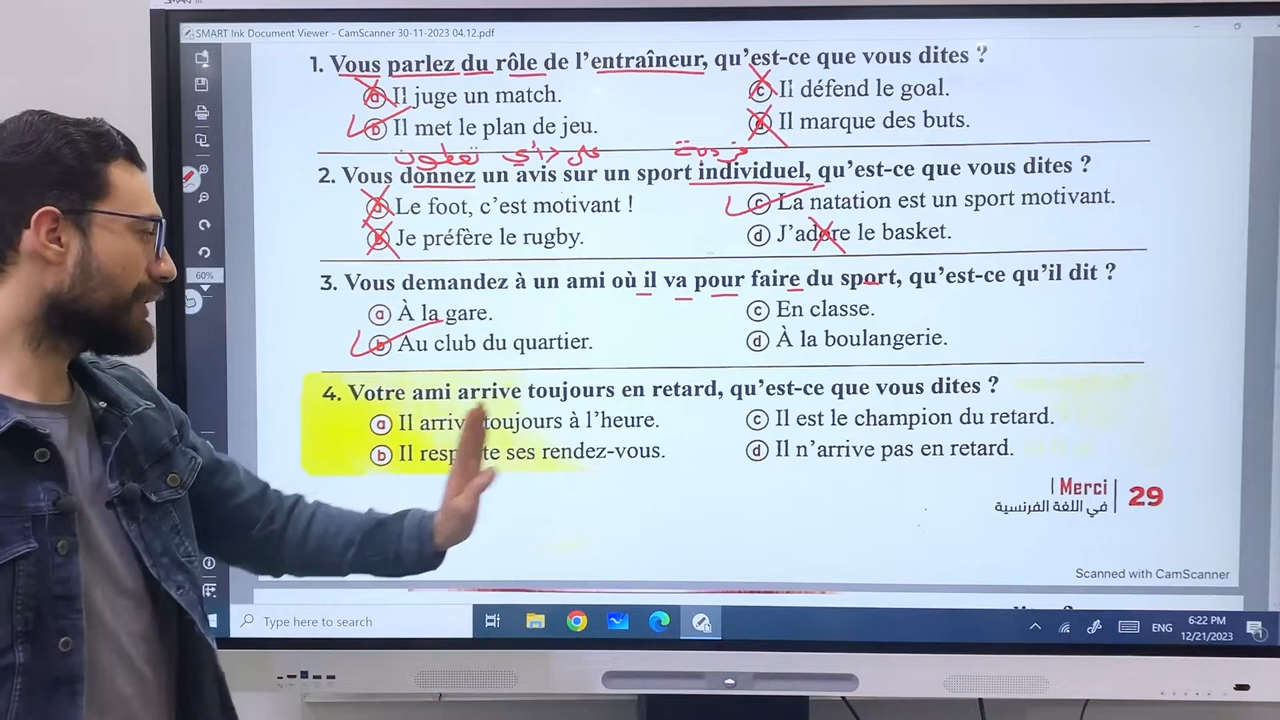 SMART Ink Document Viewer - CamScanner 30-11-2023 04.12.pdf
1. Vous parlez du rôle de l'entraîneur, qu'est-ce que vous dites ?
ⓐ Il juge un match.
ⓒ Il défend le goal.
ⓑ Il met le plan de jeu.
ⓓ Il marque des buts.
2. Vous donnez un avis sur un sport individuel, qu'est-ce que vous dites ?
ⓐ Le foot, c'est motivant !
ⓒ La natation est un sport motivant.
ⓑ Je préfère le rugby.
ⓓ J'adore le basket.
3. Vous demandez à un ami où il va pour faire du sport, qu'est-ce qu'il dit ?
ⓐ À la gare.
ⓒ En classe.
ⓑ Au club du quartier.
ⓓ À la boulangerie.
4. Votre ami arrive toujours en retard, qu'est-ce que vous dites ?
ⓐ Il toujours à l'heure.
ⓒ Il est le champion du retard.
ⓑ Il ses rendez-vous.
ⓓ Il n'arrive pas en retard.
Merci
في اللغة الفرنسية
29
Scanned with CamScanner
60%
Type here to search
ENG
6:22 PM
12/21/2023